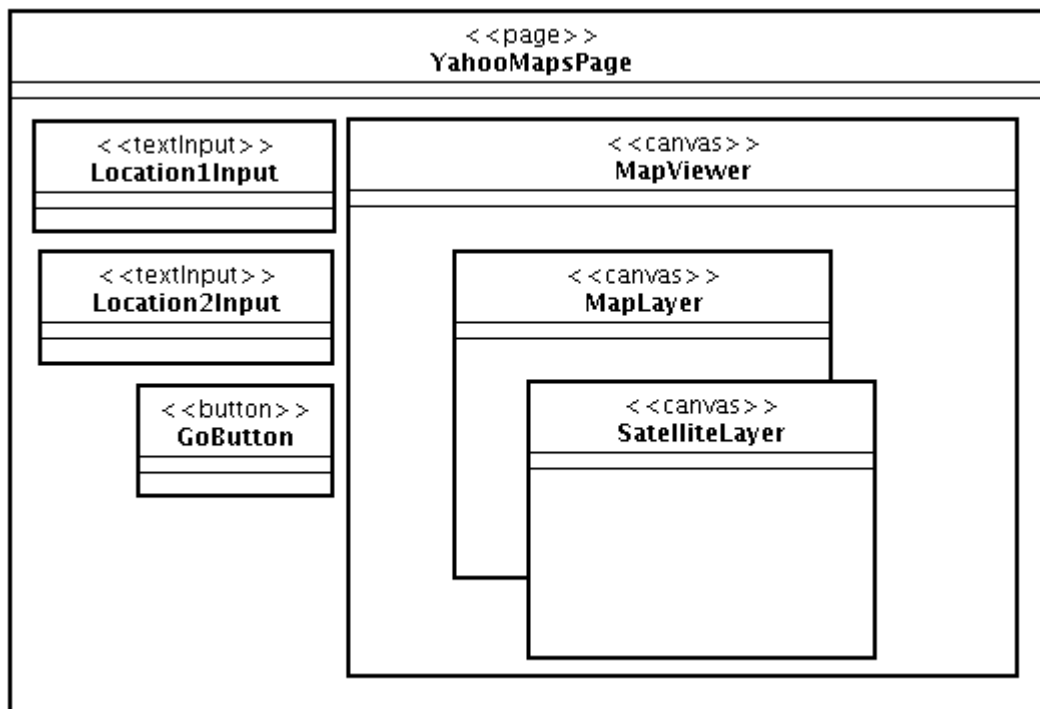 <<page>>
YahooMapsPage
<<textInput>>
Location1Input
<<textInput>>
Location2Input
<<button>>
GoButton
<<canvas>>
MapViewer
<<canvas>>
MapLayer
<<canvas>>
SatelliteLayer